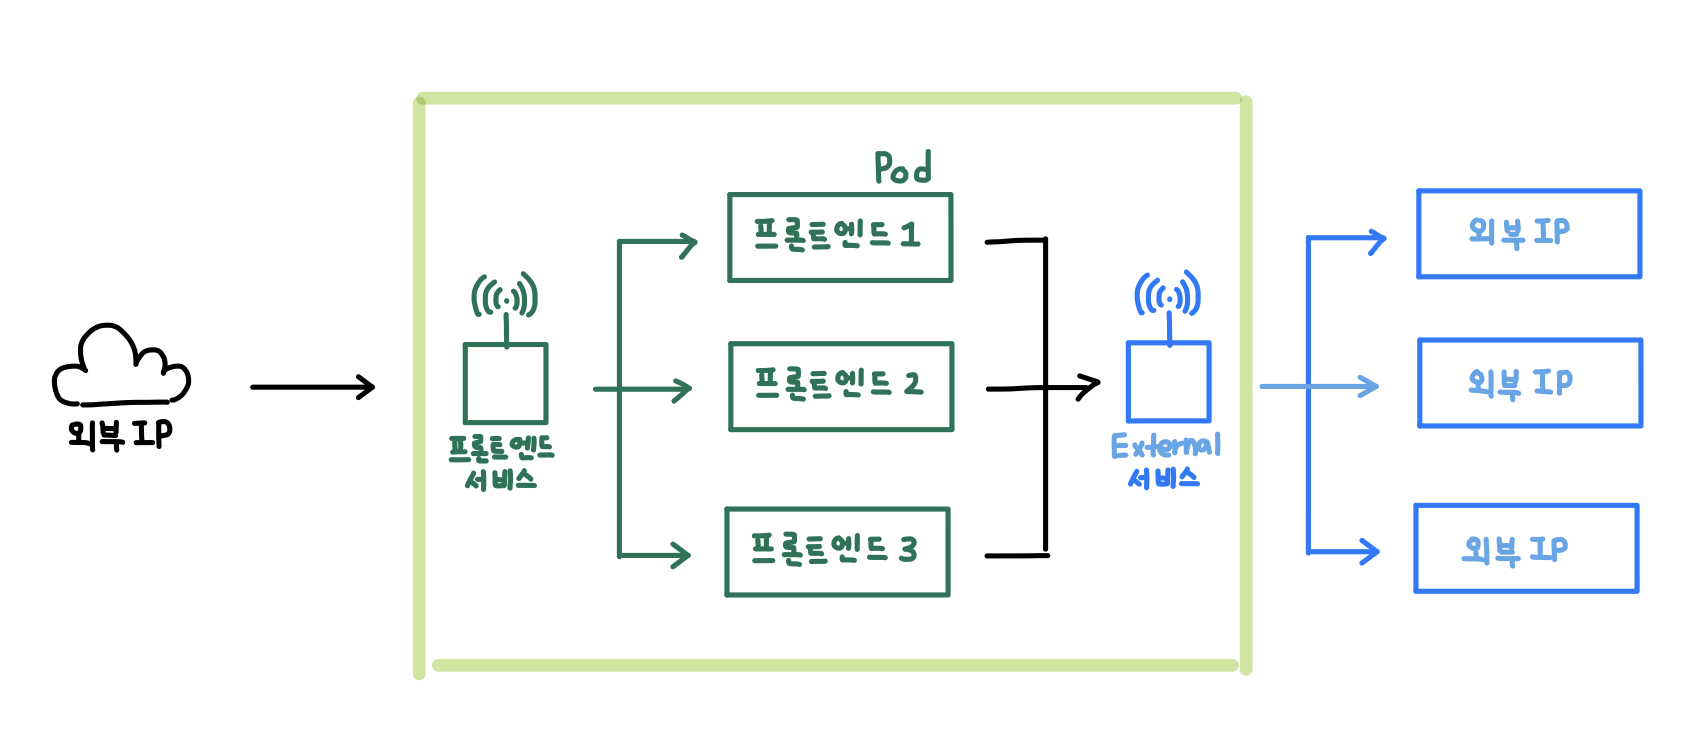 외부 IP
프론트엔드
서비스
Pod
프론트엔드 1
프론트엔드 2
프론트엔드 3
External
서비스
외부 IP
외부 IP
외부 IP